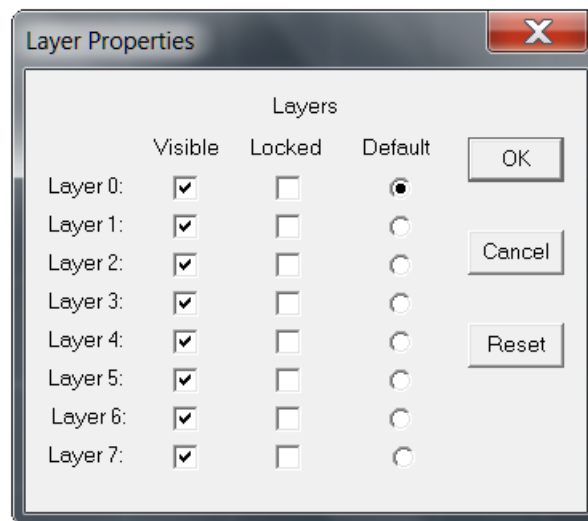 Layer Properties
Layers
Visible Locked Default
OK
Layer 0:
Layer 1:
Layer 2:
Cancel
Layer 3:
Layer 4:
Reset
Layer 5:
Layer 6:
Layer 7: